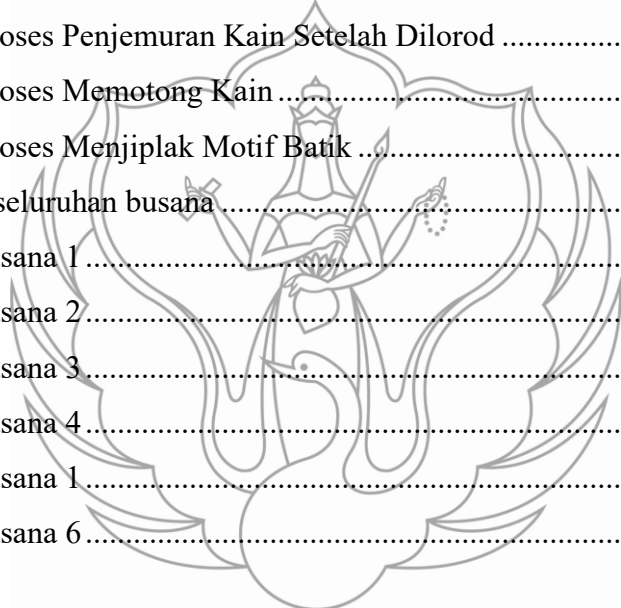 oses Penjemuran Kain Setelah Dilorod ...............
oses Memotong Kain ............................................
oses Menjiplak Motif Batik ..................................
seluruhan busana ...................................................
sana 1 ....................................................................
sana 2 ....................................................................
sana 3 ....................................................................
sana 4 ....................................................................
sana 1 ....................................................................
sana 6 ....................................................................